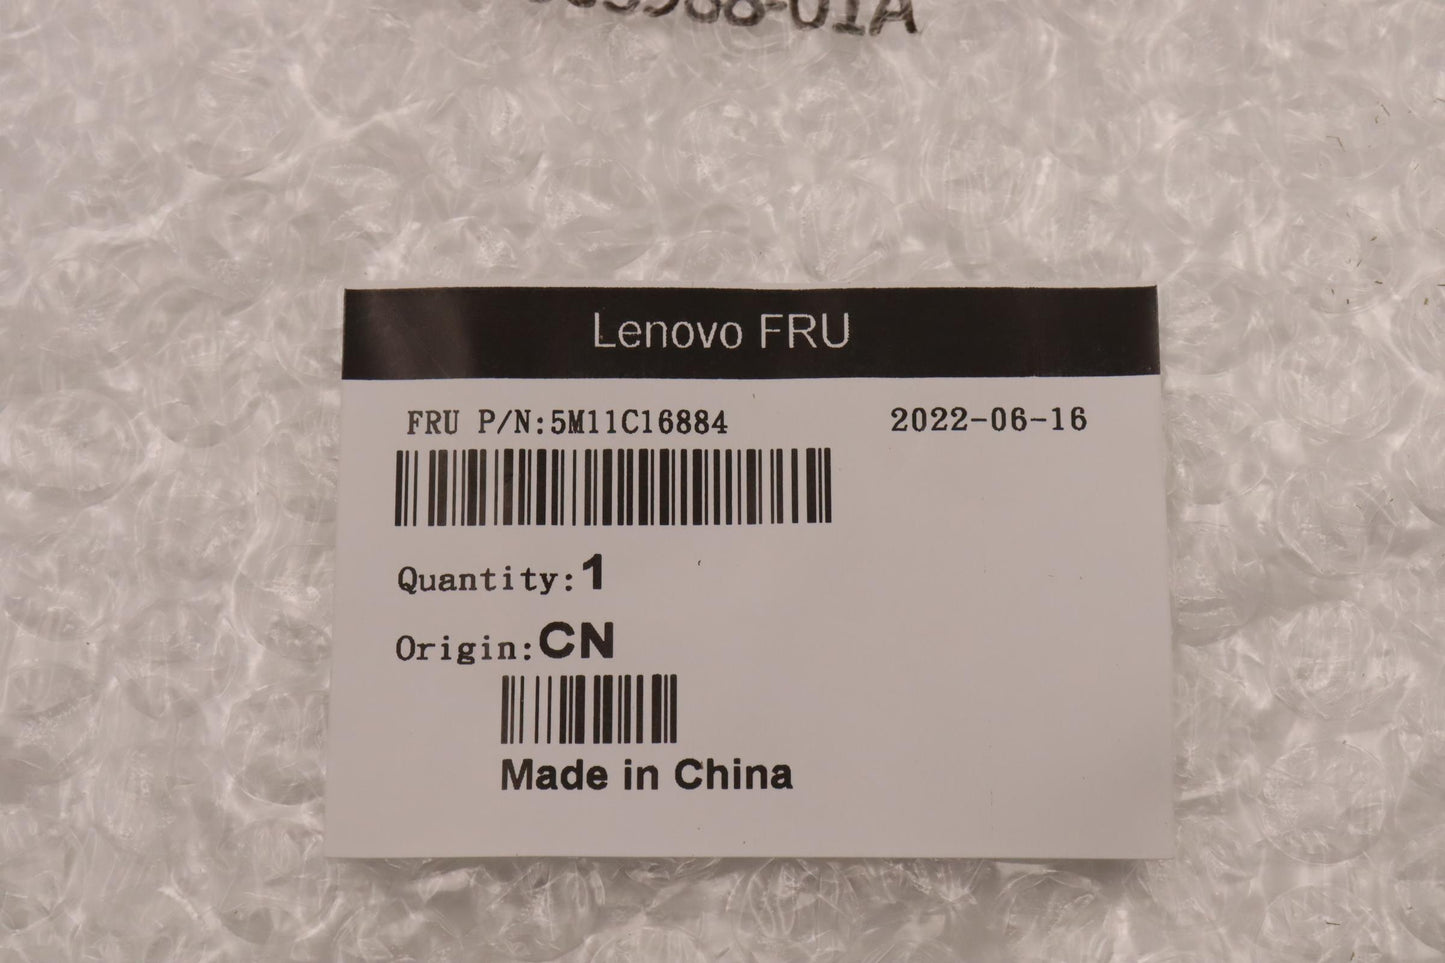 Lenovo FRU
FRU P/N:5M11C16884
2022-06-16
Quantity:1
Origin:CN
Made in China